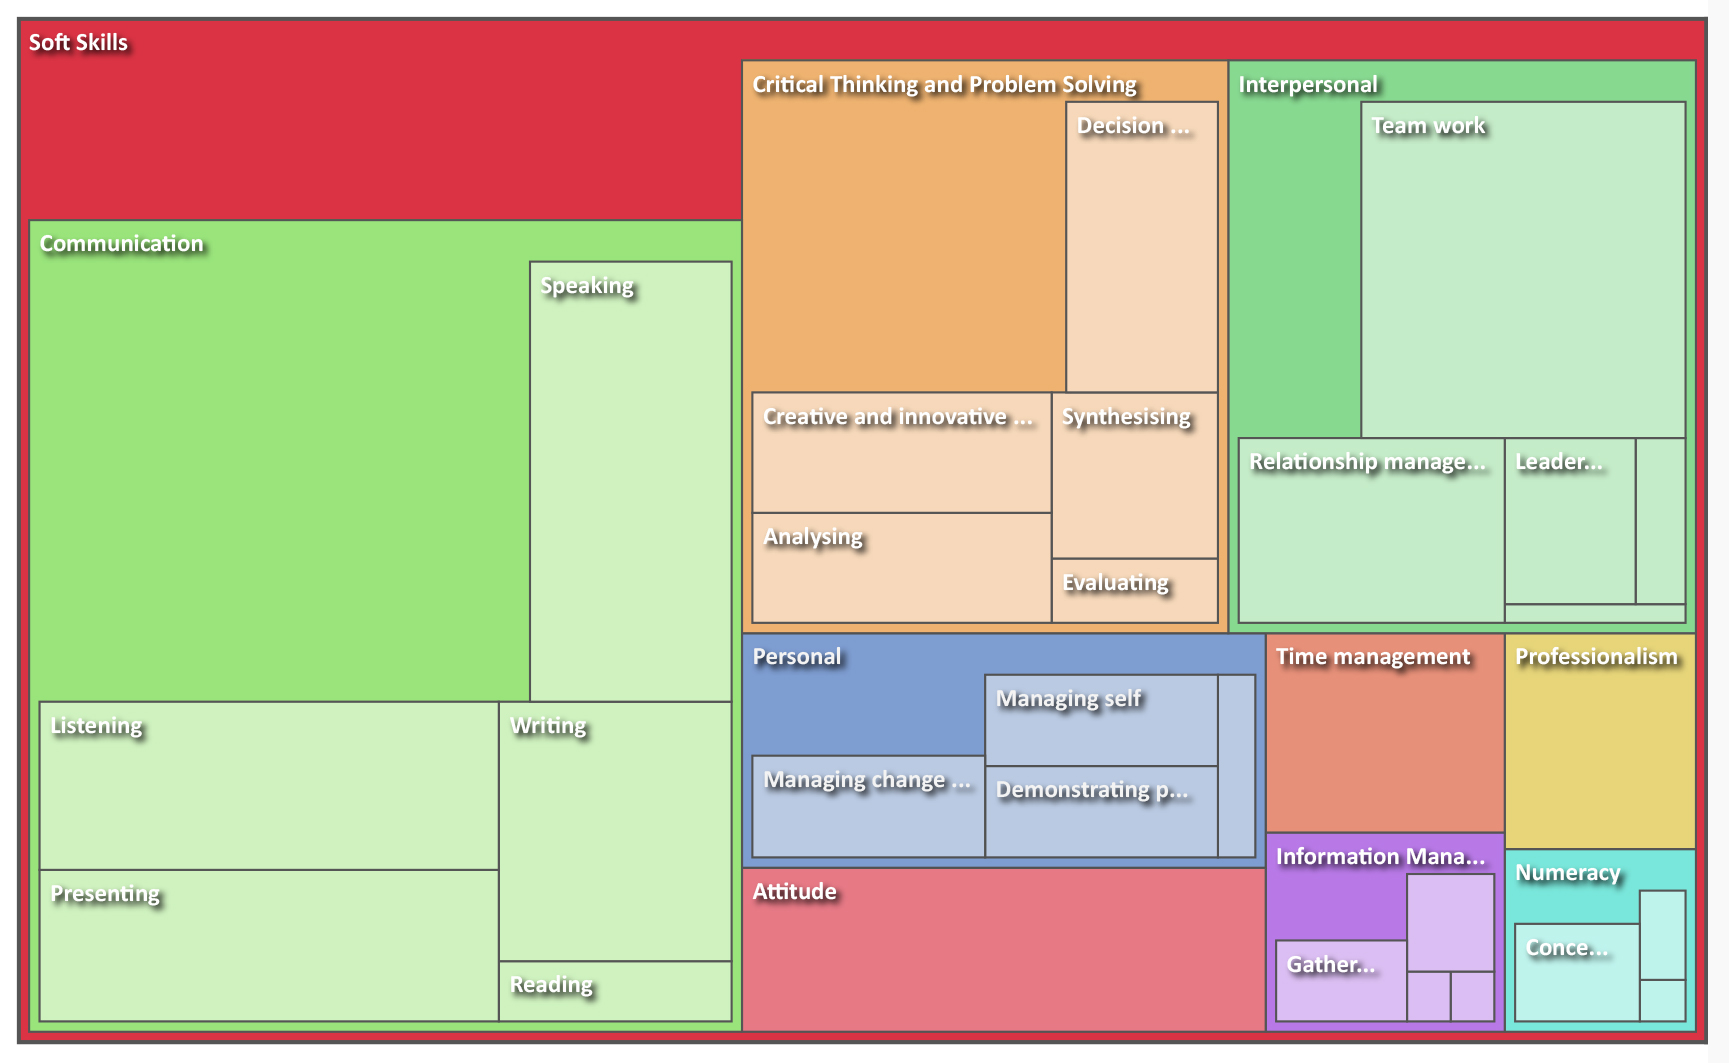 Soft Skills
Critical Thinking and Problem Solving
Interpersonal
Decision ...
Team work
Communication
Speaking
Creative and innovative ...
Synthesising
Relationship manage...
Leader...
Analysing
Evaluating
Personal
Time management
Professionalism
Managing self
Listening
Writing
Managing change ...
Demonstrating p...
Information Mana...
Numeracy
Presenting
Attitude
Conce...
Gather...
Reading